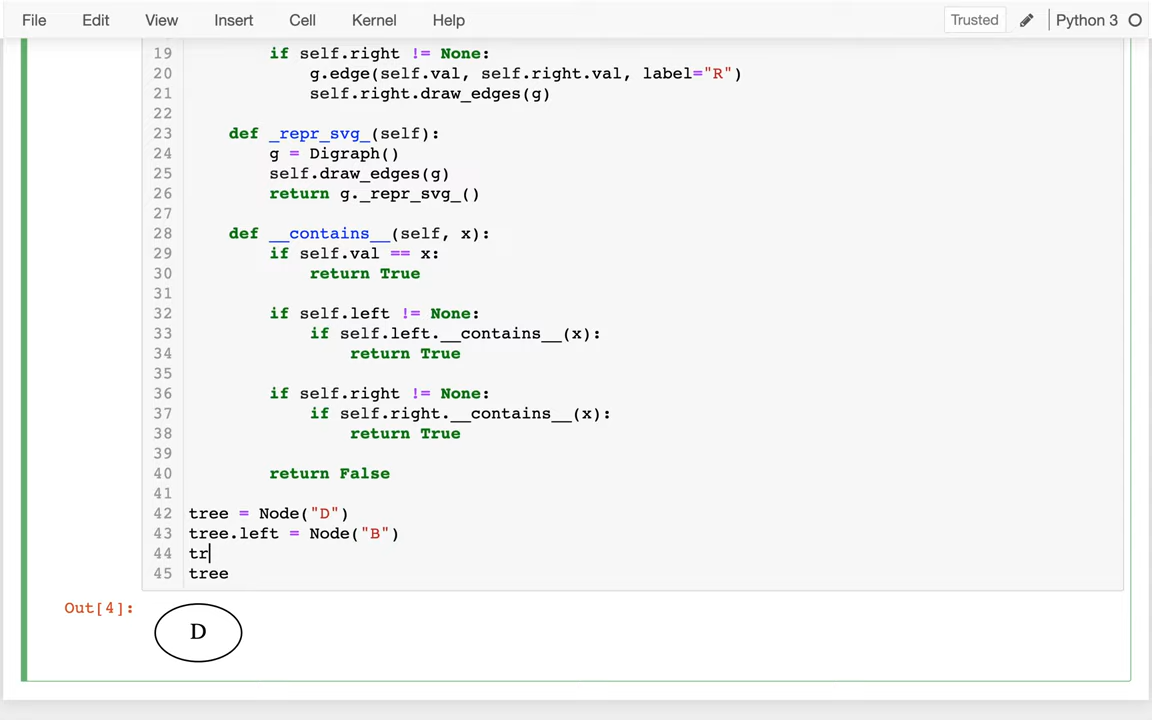 File Edit View Insert Cell Kernel Help Trusted Python 3
19         if self.right != None:
20             g.edge(self.val, self.right.val, label="R")
21             self.right.draw_edges(g)
22
23     def _repr_svg_(self):
24         g = Digraph()
25         self.draw_edges(g)
26         return g._repr_svg_()
27
28     def __contains__(self, x):
29         if self.val == x:
30             return True
31
32         if self.left != None:
33             if self.left.__contains__(x):
34                 return True
35
36         if self.right != None:
37             if self.right.__contains__(x):
38                 return True
39
40         return False
41
42 tree = Node("D")
43 tree.left = Node("B")
44 tr
45 tree
Out[4]:
D